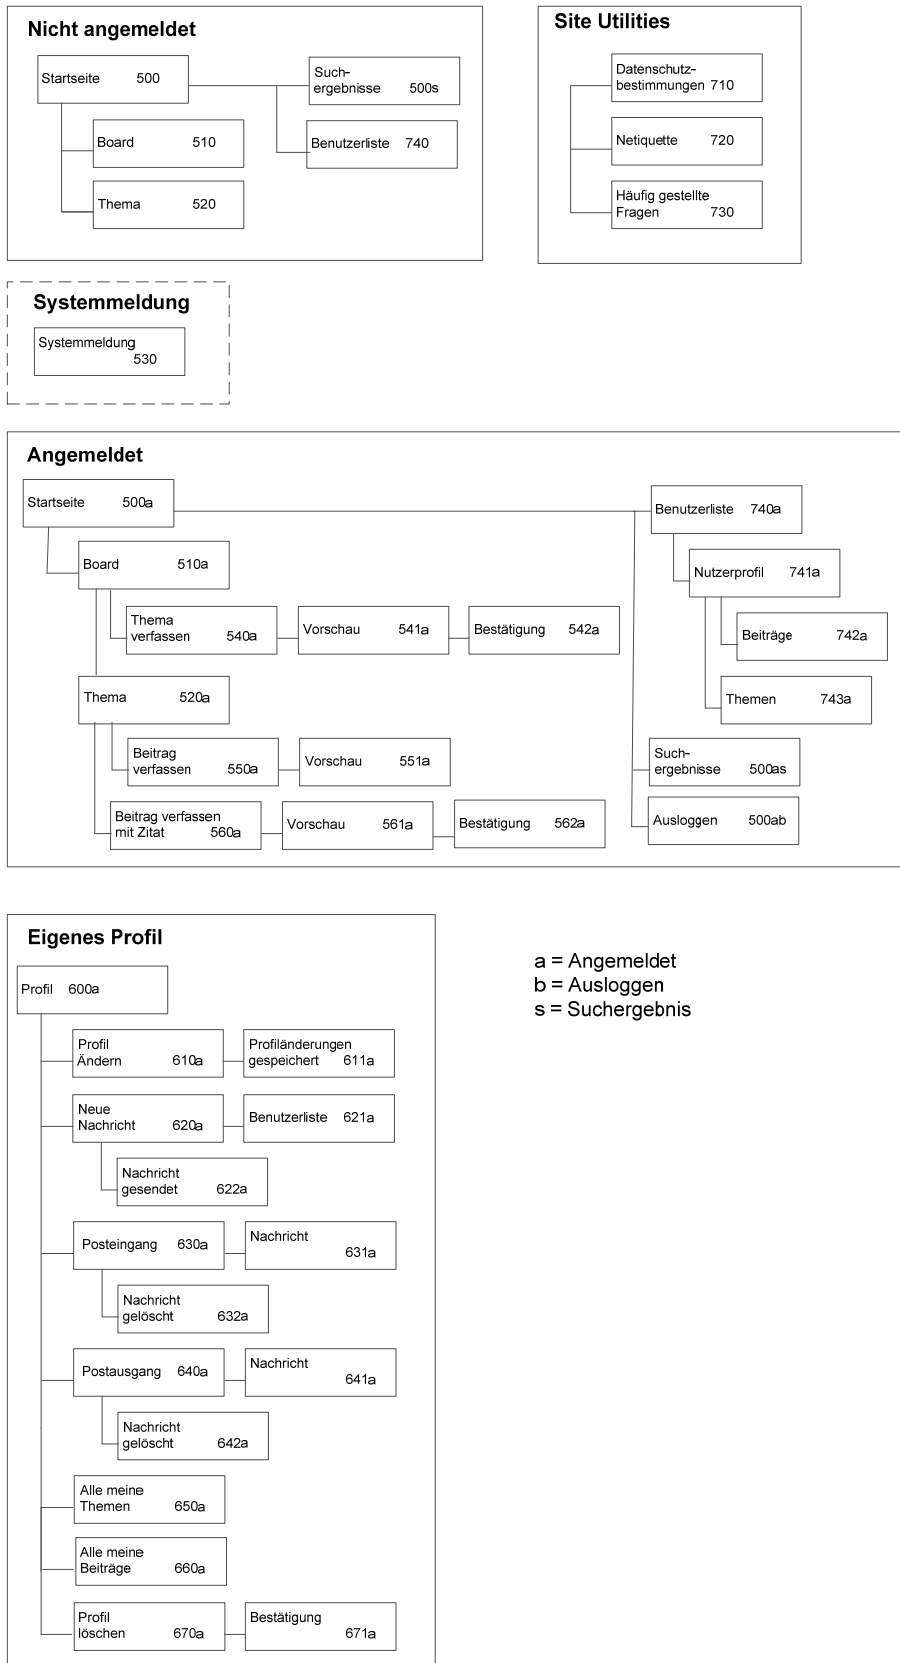 Nicht angemeldet
Startseite 500
Such-
ergebnisse 500s
Board 510
Benutzerliste 740
Thema 520
Site Utilities
Datenschutz-
bestimmungen 710
Netiquette 720
Häufig gestellte
Fragen 730
Systemmeldung
Systemmeldung
530
Angemeldet
Startseite 500a
Benutzerliste 740a
Board 510a
Nutzerprofil 741a
Thema
verfassen 540a
Vorschau 541a
Bestätigung 542a
Beiträge 742a
Thema 520a
Themen 743a
Beitrag
verfassen 550a
Vorschau 551a
Such-
ergebnisse 500as
Beitrag verfassen
mit Zitat 560a
Vorschau 561a
Bestätigung 562a
Ausloggen 500ab
Eigenes Profil
Profil 600a
Profil
Ändern 610a
Profiländerungen
gespeichert 611a
Neue
Nachricht 620a
Benutzerliste 621a
Nachricht
gesendet 622a
Posteingang 630a
Nachricht
631a
Nachricht
gelöscht 632a
Postausgang 640a
Nachricht
641a
Nachricht
gelöscht 642a
Alle meine
Themen 650a
Alle meine
Beiträge 660a
Profil
löschen 670a
Bestätigung
671a
a = Angemeldet
b = Ausloggen
s = Suchergebnis